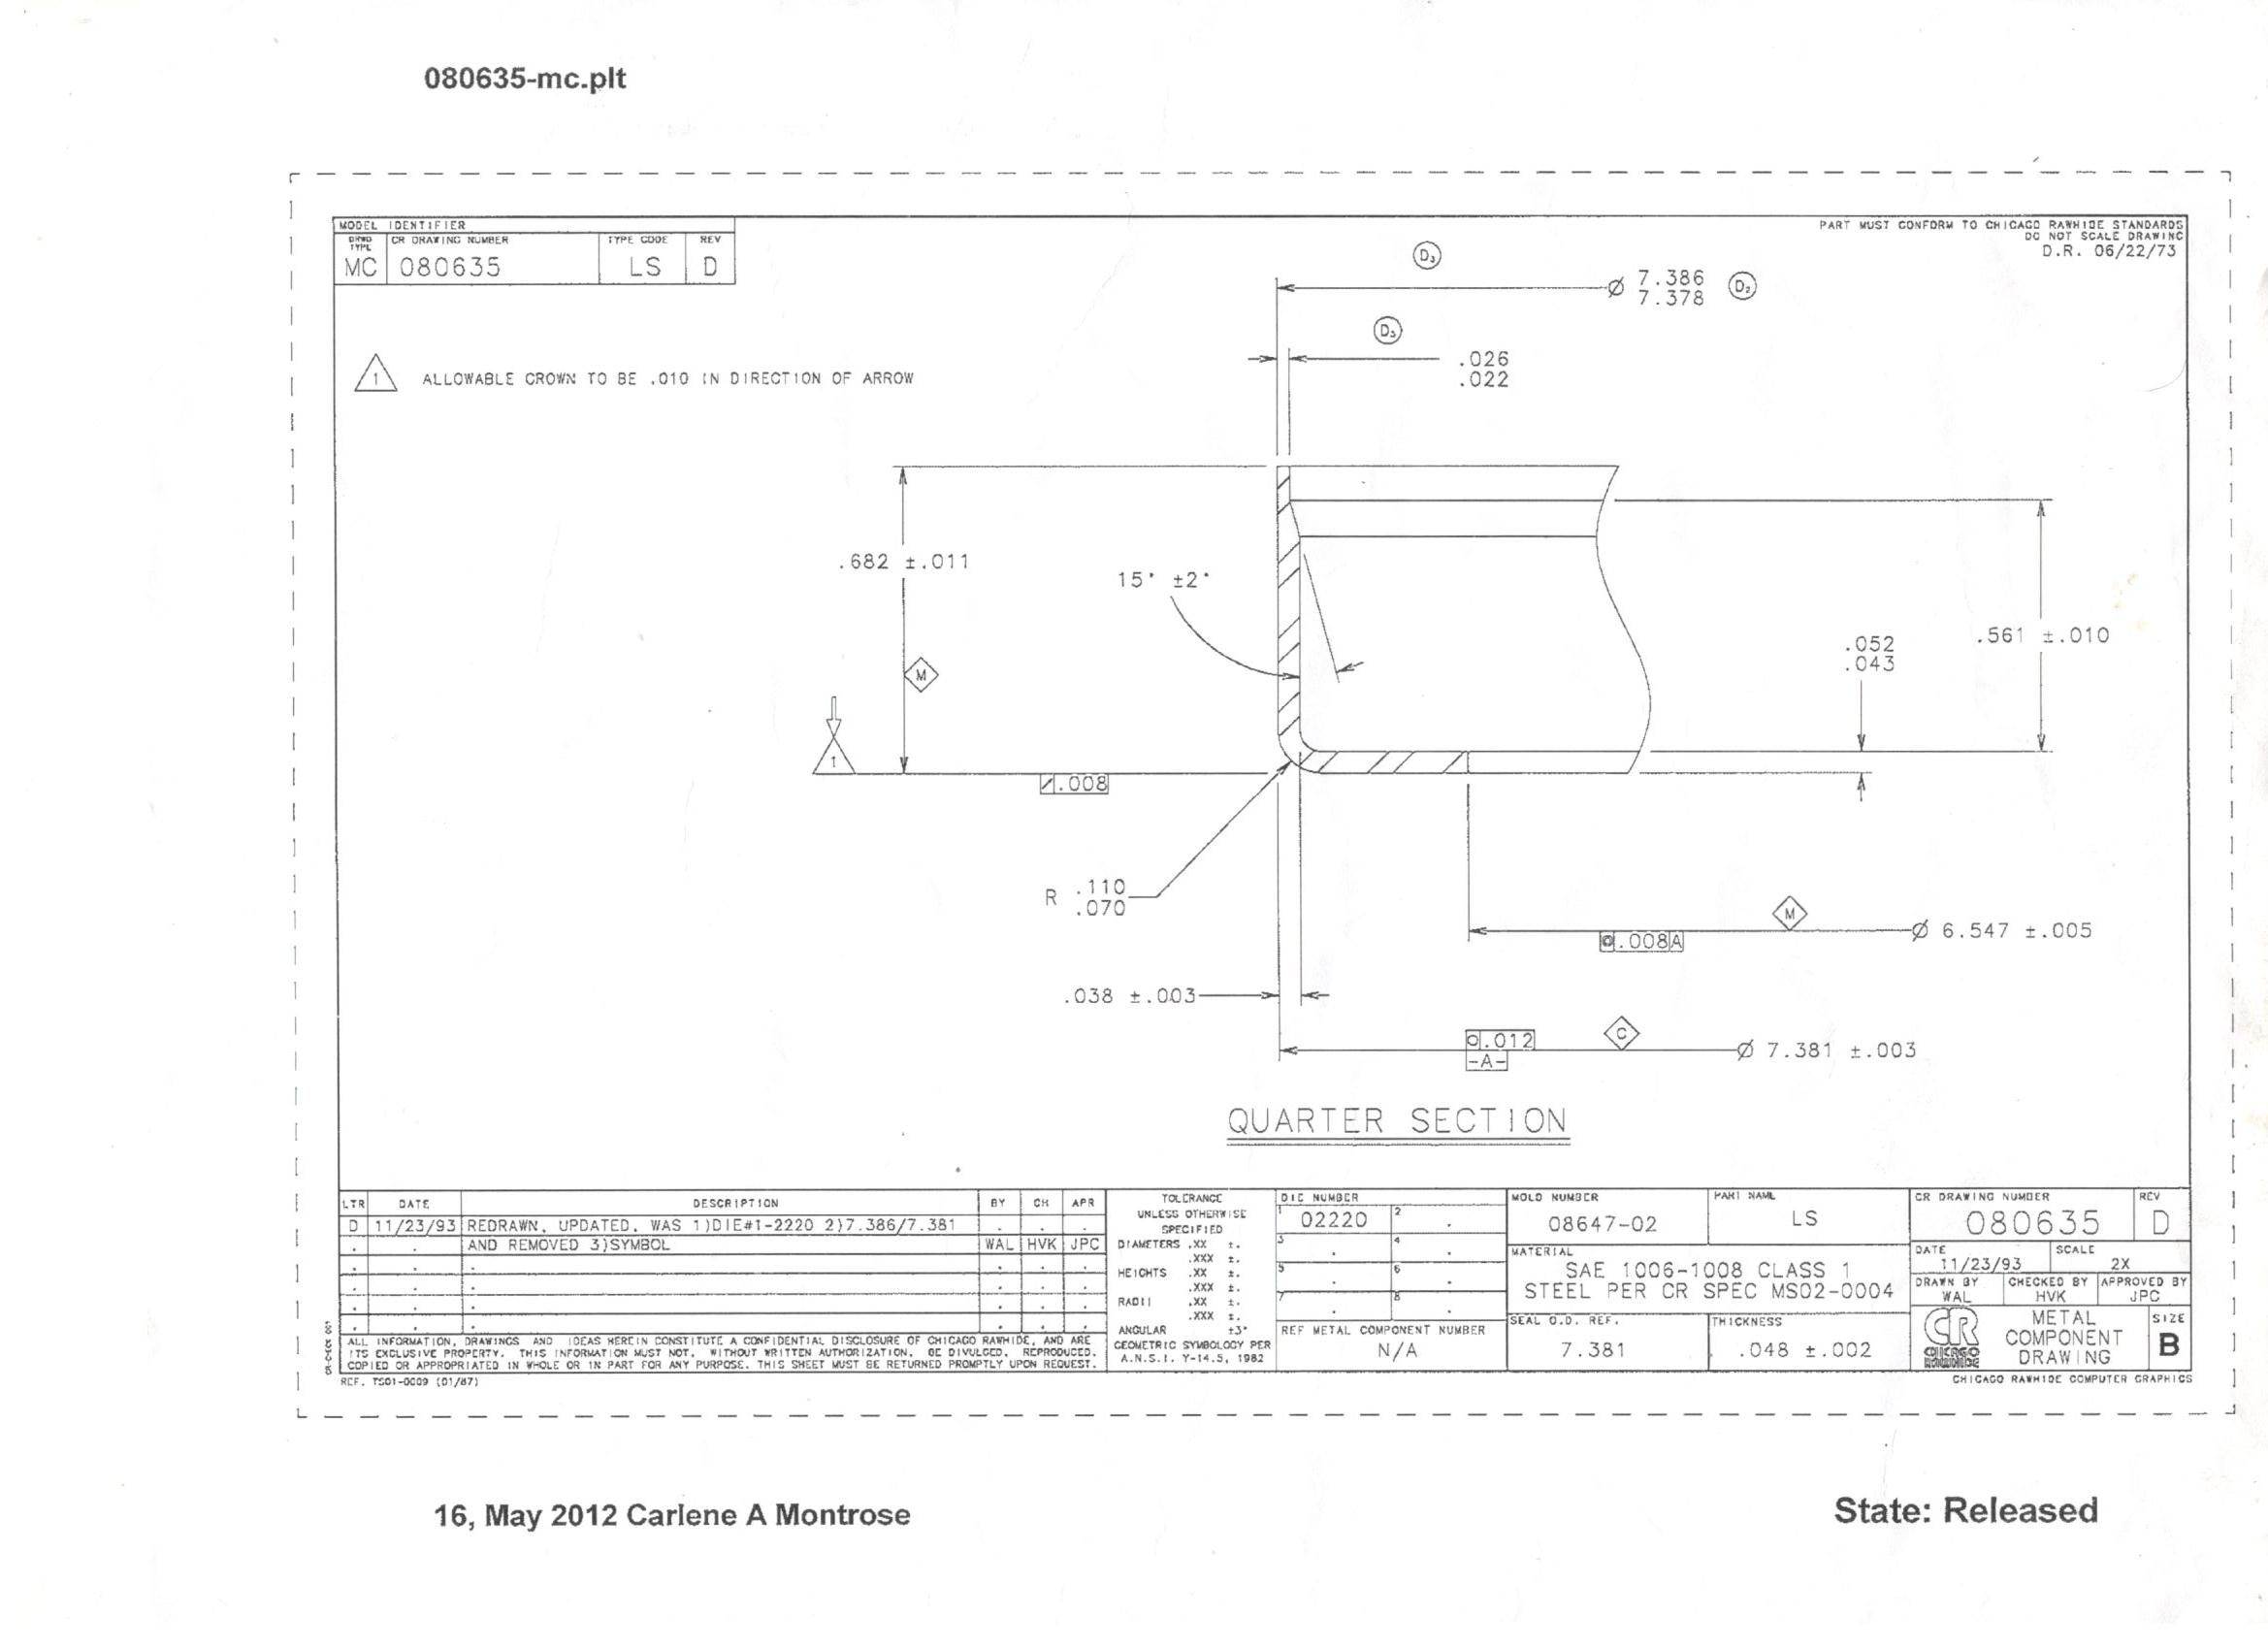 080635-mc.plt
MODEL IDENTIFIER
DRWG TYPE CR DRAWING NUMBER TYPE CODE REV
MC 080635 LS D
PART MUST CONFORM TO CHICAGO RAWHIDE STANDARDS
DO NOT SCALE DRAWING
D.R. 06/22/73
D3
Ø 7.386 D2
7.378
.026
.022
1 ALLOWABLE CROWN TO BE .010 IN DIRECTION OF ARROW
.682 ±.011
15° ±2°
.052
.043
.561 ±.010
M
1
.008
R .110
.070
M
Ø 6.547 ±.005
.008 A
.038 ±.003
.012
C
-A-
Ø 7.381 ±.003
QUARTER SECTION
LTR DATE DESCRIPTION BY CH APR
D 11/23/93 REDRAWN, UPDATED, WAS 1)DIE#1-2220 2)7.386/7.381
AND REMOVED 3)SYMBOL WAL HVK JPC
ALL INFORMATION, DRAWINGS AND IDEAS HEREIN CONSTITUTE A CONFIDENTIAL DISCLOSURE OF CHICAGO RAWHIDE, AND ARE
ITS EXCLUSIVE PROPERTY. THIS INFORMATION MUST NOT, WITHOUT WRITTEN AUTHORIZATION, BE DIVULGED, REPRODUCED,
COPIED OR APPROPRIATED IN WHOLE OR IN PART FOR ANY PURPOSE. THIS SHEET MUST BE RETURNED PROMPTLY UPON REQUEST.
REF. TS01-0009 (01/87)
TOLERANCE
UNLESS OTHERWISE
SPECIFIED
DIAMETERS .XX ±.
.XXX ±.
HEIGHTS .XX ±.
.XXX ±.
RADII .XX ±.
.XXX ±.
ANGULAR ±3°
GEOMETRIC SYMBOLOGY PER
A.N.S.I. Y-14.5, 1982
DIE NUMBER
1 02220 2
3 4
5 6
7 8
REF METAL COMPONENT NUMBER
N/A
MOLD NUMBER
08647-02
PART NAME
LS
MATERIAL
SAE 1006-1008 CLASS 1
STEEL PER CR SPEC MS02-0004
SEAL O.D. REF.
7.381
THICKNESS
.048 ±.002
CR DRAWING NUMBER REV
080635 D
DATE SCALE
11/23/93 2X
DRAWN BY CHECKED BY APPROVED BY
WAL HVK JPC
CR
CHICAGO
RAWHIDE
METAL
COMPONENT
DRAWING
SIZE
B
CHICAGO RAWHIDE COMPUTER GRAPHICS
16, May 2012 Carlene A Montrose
State: Released